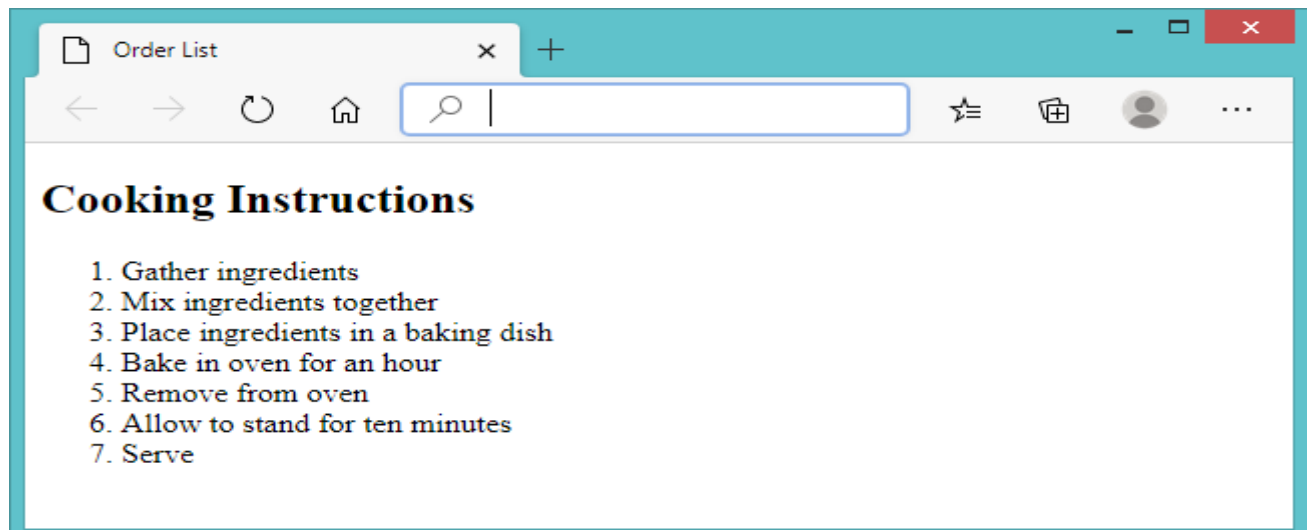 Order List
Cooking Instructions
1. Gather ingredients
2. Mix ingredients together
3. Place ingredients in a baking dish
4. Bake in oven for an hour
5. Remove from oven
6. Allow to stand for ten minutes
7. Serve